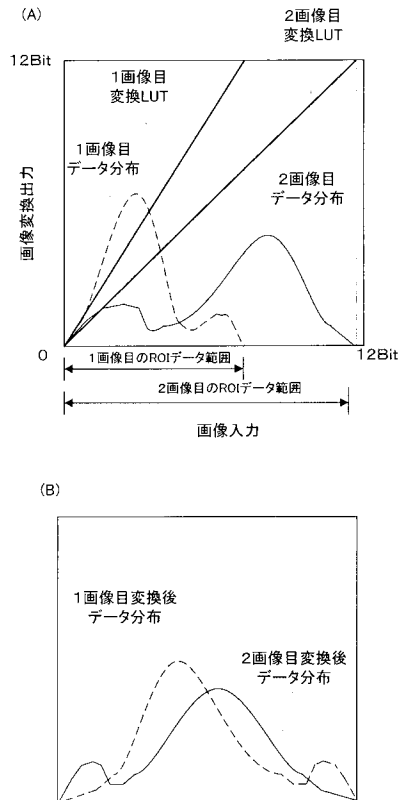 (A)
2画像目
変換LUT
12Bit
1画像目
変換LUT
1画像目
データ分布
2画像目
データ分布
画像変換出力
0
12Bit
1画像目のROIデータ範囲
2画像目のROIデータ範囲
画像入力
(B)
1画像目変換後
データ分布
2画像目変換後
データ分布